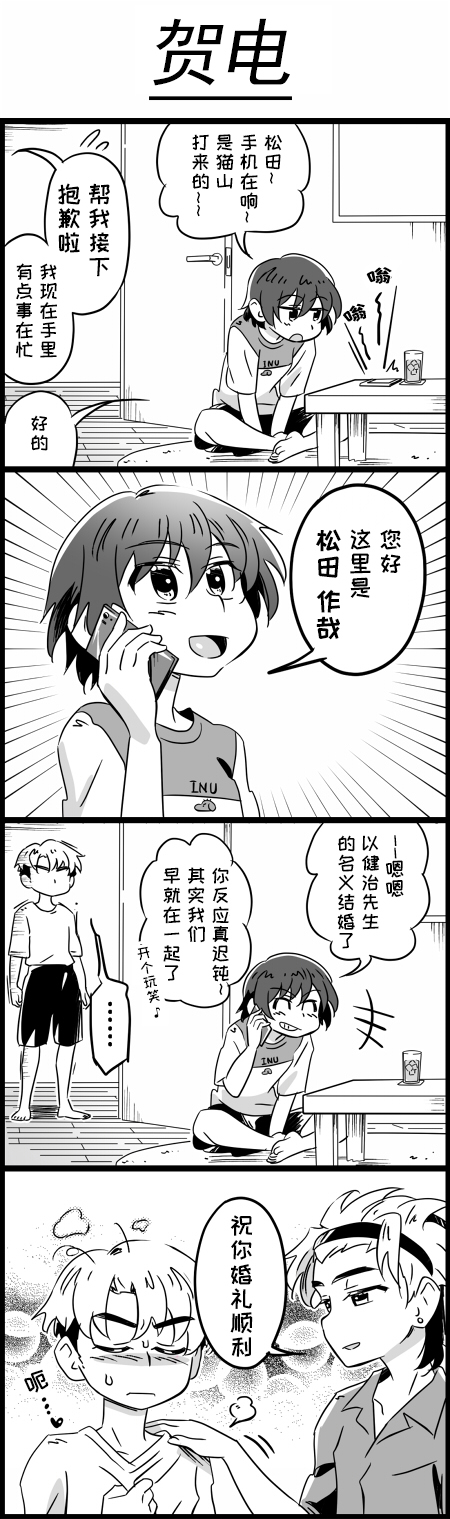 贺电
松田~
手机在响~
是猫山
打来的~~
帮我接下
抱歉啦
我现在手里
有点事在忙
好的
嗡
嗡
INU
您好
这里是
松田 作哉
INU
!!嗯嗯
以健治先生
的名义结婚了
你反应真迟钝~
其实我们
早就在一起了
开个玩笑♪
……
INU
祝你婚礼顺利
呃…